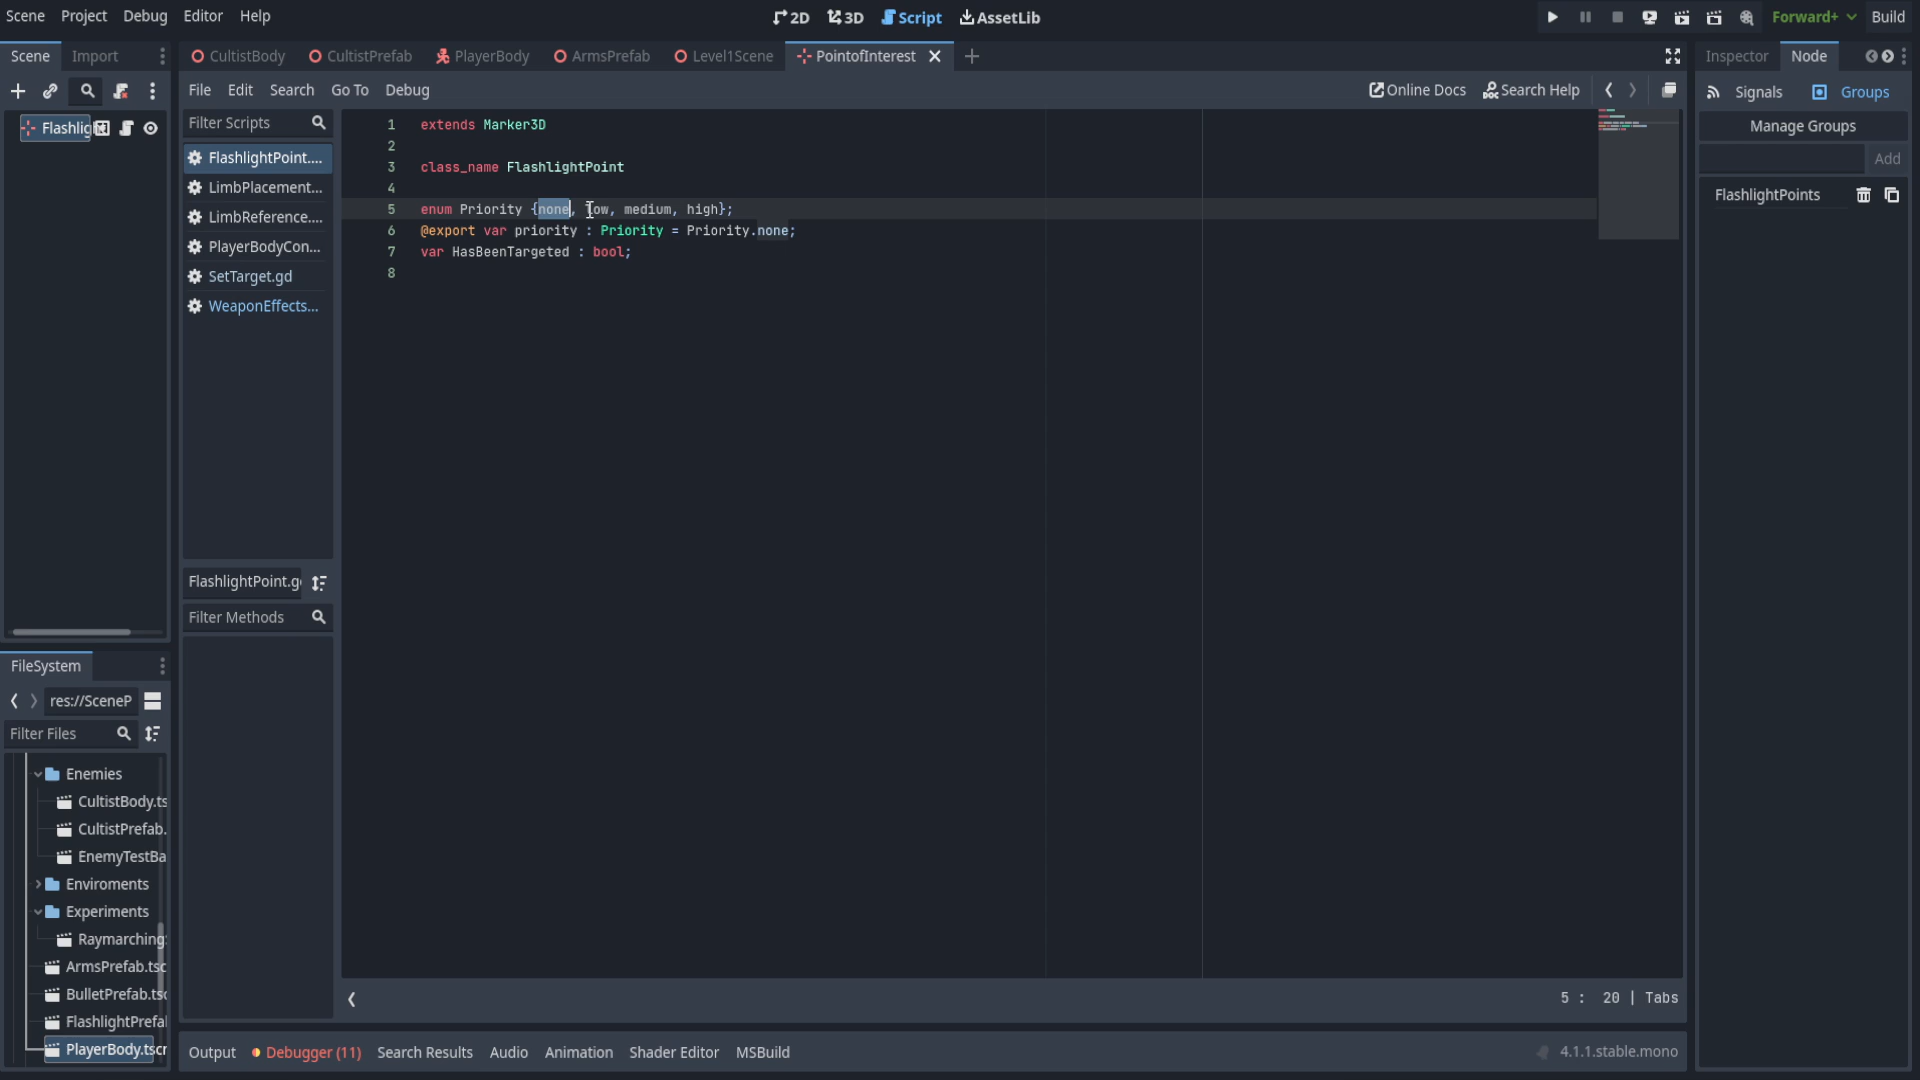 Scene Project Debug Editor Help
2D 3D Script AssetLib
Forward+ Build
Scene Import
CultistBody CultistPrefab PlayerBody ArmsPrefab Level1Scene PointofInterest
Inspector Node
File Edit Search Go To Debug
Online Docs Search Help
Signals Groups
Manage Groups
Add
FlashlightPoints
Flashlig
Filter Scripts
FlashlightPoint....
LimbPlacement...
LimbReference....
PlayerBodyCon...
SetTarget.gd
WeaponEffects...
1 extends Marker3D
2
3 class_name FlashlightPoint
4
5 enum Priority {none, low, medium, high};
6 @export var priority : Priority = Priority.none;
7 var HasBeenTargeted : bool;
8
FlashlightPoint.g
Filter Methods
FileSystem
res://SceneP
Filter Files
Enemies
CultistBody.ts
CultistPrefab.
EnemyTestBa
Enviroments
Experiments
Raymarching
ArmsPrefab.tsc
BulletPrefab.tsc
FlashlightPrefa
PlayerBody.tscr
5 : 20 | Tabs
Output Debugger (11) Search Results Audio Animation Shader Editor MSBuild
4.1.1.stable.mono